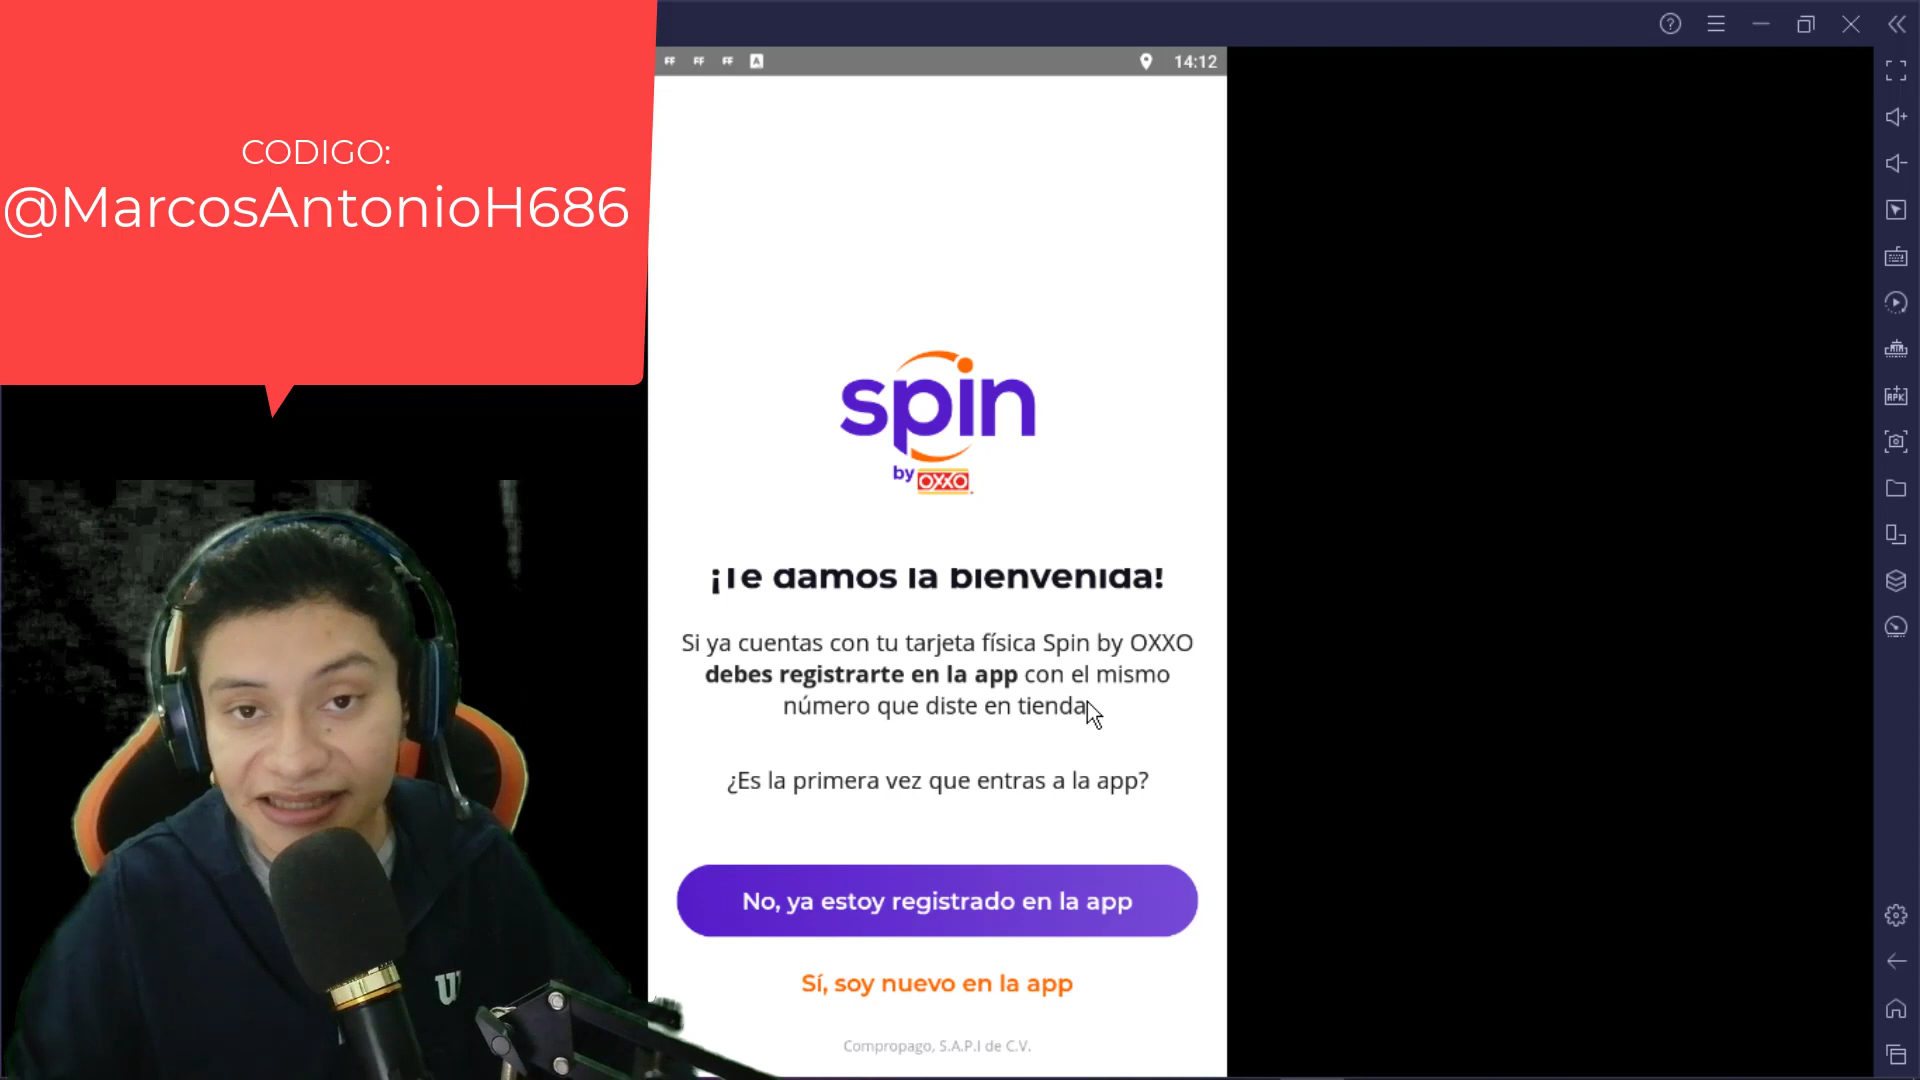 CODIGO:
@MarcosAntonioH686
14:12
spin
by OXXO
¡Te damos la bienvenida!
Si ya cuentas con tu tarjeta física Spin by OXXO
debes registrarte en la app con el mismo
número que diste en tienda
¿Es la primera vez que entras a la app?
No, ya estoy registrado en la app
Sí, soy nuevo en la app
Compropago, S.A.P.I de C.V.